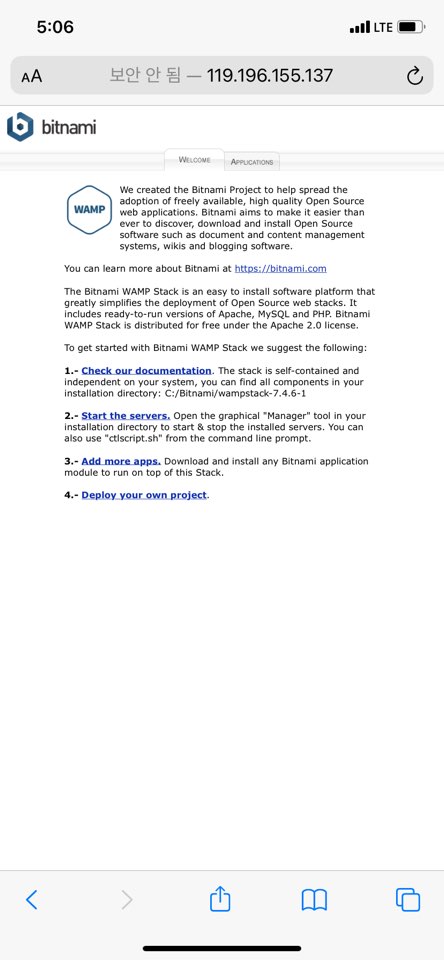 5:06
LTE
AA
보안 안 됨 — 119.196.155.137
bitnami
Welcome
Applications
WAMP
We created the Bitnami Project to help spread the
adoption of freely available, high quality Open Source
web applications. Bitnami aims to make it easier than
ever to discover, download and install Open Source
software such as document and content management
systems, wikis and blogging software.
You can learn more about Bitnami at https://bitnami.com
The Bitnami WAMP Stack is an easy to install software platform that
greatly simplifies the deployment of Open Source web stacks. It
includes ready-to-run versions of Apache, MySQL and PHP. Bitnami
WAMP Stack is distributed for free under the Apache 2.0 license.
To get started with Bitnami WAMP Stack we suggest the following:
1.- Check our documentation. The stack is self-contained and
independent on your system, you can find all components in your
installation directory: C:/Bitnami/wampstack-7.4.6-1
2.- Start the servers. Open the graphical "Manager" tool in your
installation directory to start & stop the installed servers. You can
also use "ctlscript.sh" from the command line prompt.
3.- Add more apps. Download and install any Bitnami application
module to run on top of this Stack.
4.- Deploy your own project.